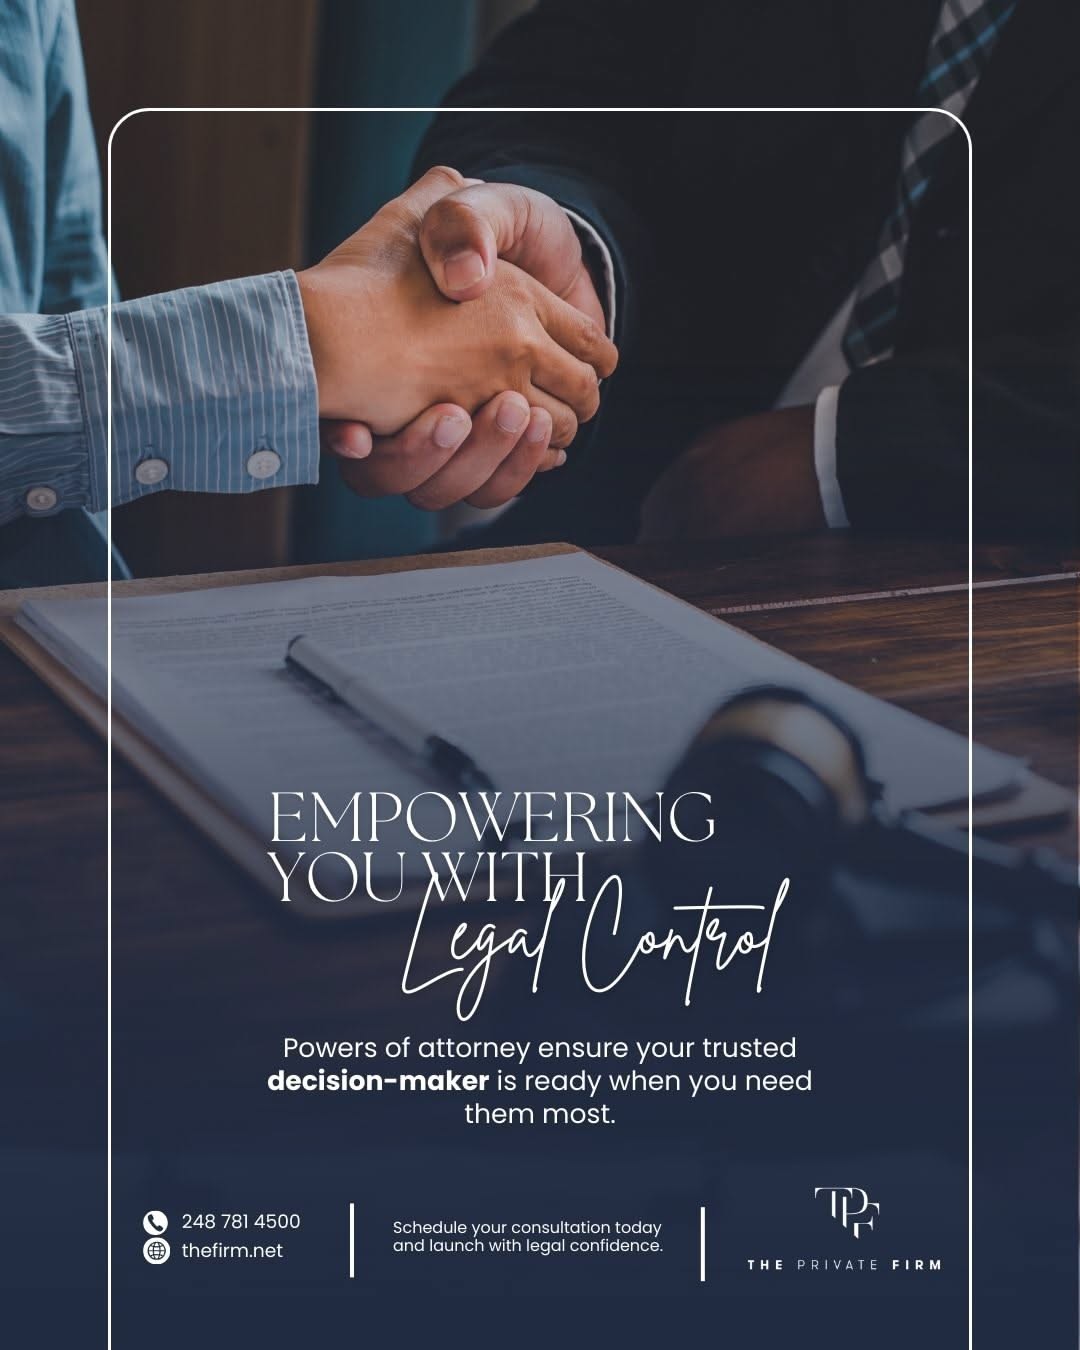 EMPOWERING
YOU WITH
Legal Control
Powers of attorney ensure your trusted
decision-maker is ready when you need
them most.
248 781 4500
thefirm.net
Schedule your consultation today
and launch with legal confidence.
TPF
THE PRIVATE FIRM